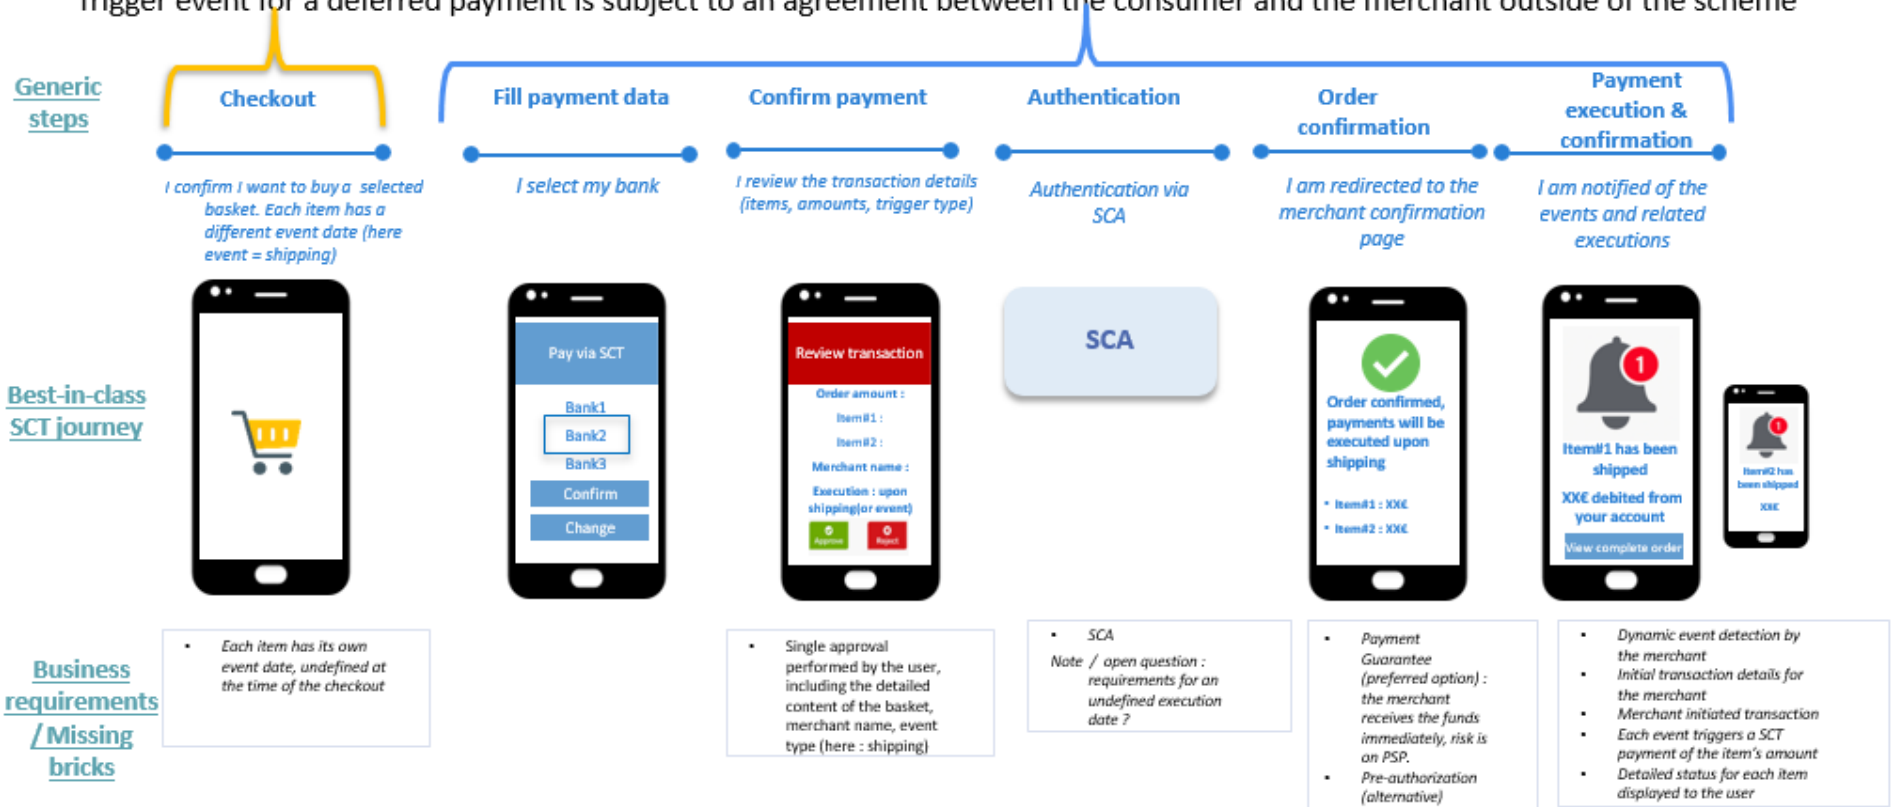 Trigger event for a deferred payment is subject to an agreement between the consumer and the merchant outside of the scheme
Generic
steps
Checkout
Fill payment data
Confirm payment
Authentication
Order
confirmation
Payment
execution &
confirmation
I confirm I want to buy a selected
basket. Each item has a
different event date (here
event = shipping)
I select my bank
I review the transaction details
(items, amounts, trigger type)
Authentication via
SCA
I am redirected to the
merchant confirmation
page
I am notified of the
events and related
executions
Best-in-class
SCT journey
Pay via SCT
Bank1
Bank2
Bank3
Confirm
Change
Review transaction
Order amount :
Item#1 :
Item#2 :
Merchant name :
Execution : upon
shipping(or event)
Approve
Reject
SCA
Order confirmed,
payments will be
executed upon
shipping
* Item#1 : XX€
* Item#2 : XX€
1
Item#1 has been
shipped
XX€ debited from
your account
View complete order
1
Item#2 has
been shipped
XX€
Business
requirements
/ Missing
bricks
▪ Each item has its own
event date, undefined at
the time of the checkout
▪ Single approval
performed by the user,
including the detailed
content of the basket,
merchant name, event
type (here : shipping)
▪ SCA
Note / open question :
requirements for an
undefined execution
date ?
▪ Payment
Guarantee
(preferred option) :
the merchant
receives the funds
immediately, risk is
on PSP.
▪ Pre-authorization
(alternative)
▪ Dynamic event detection by
the merchant
▪ Initial transaction details for
the merchant
▪ Merchant initiated transaction
▪ Each event triggers a SCT
payment of the item's amount
▪ Detailed status for each item
displayed to the user